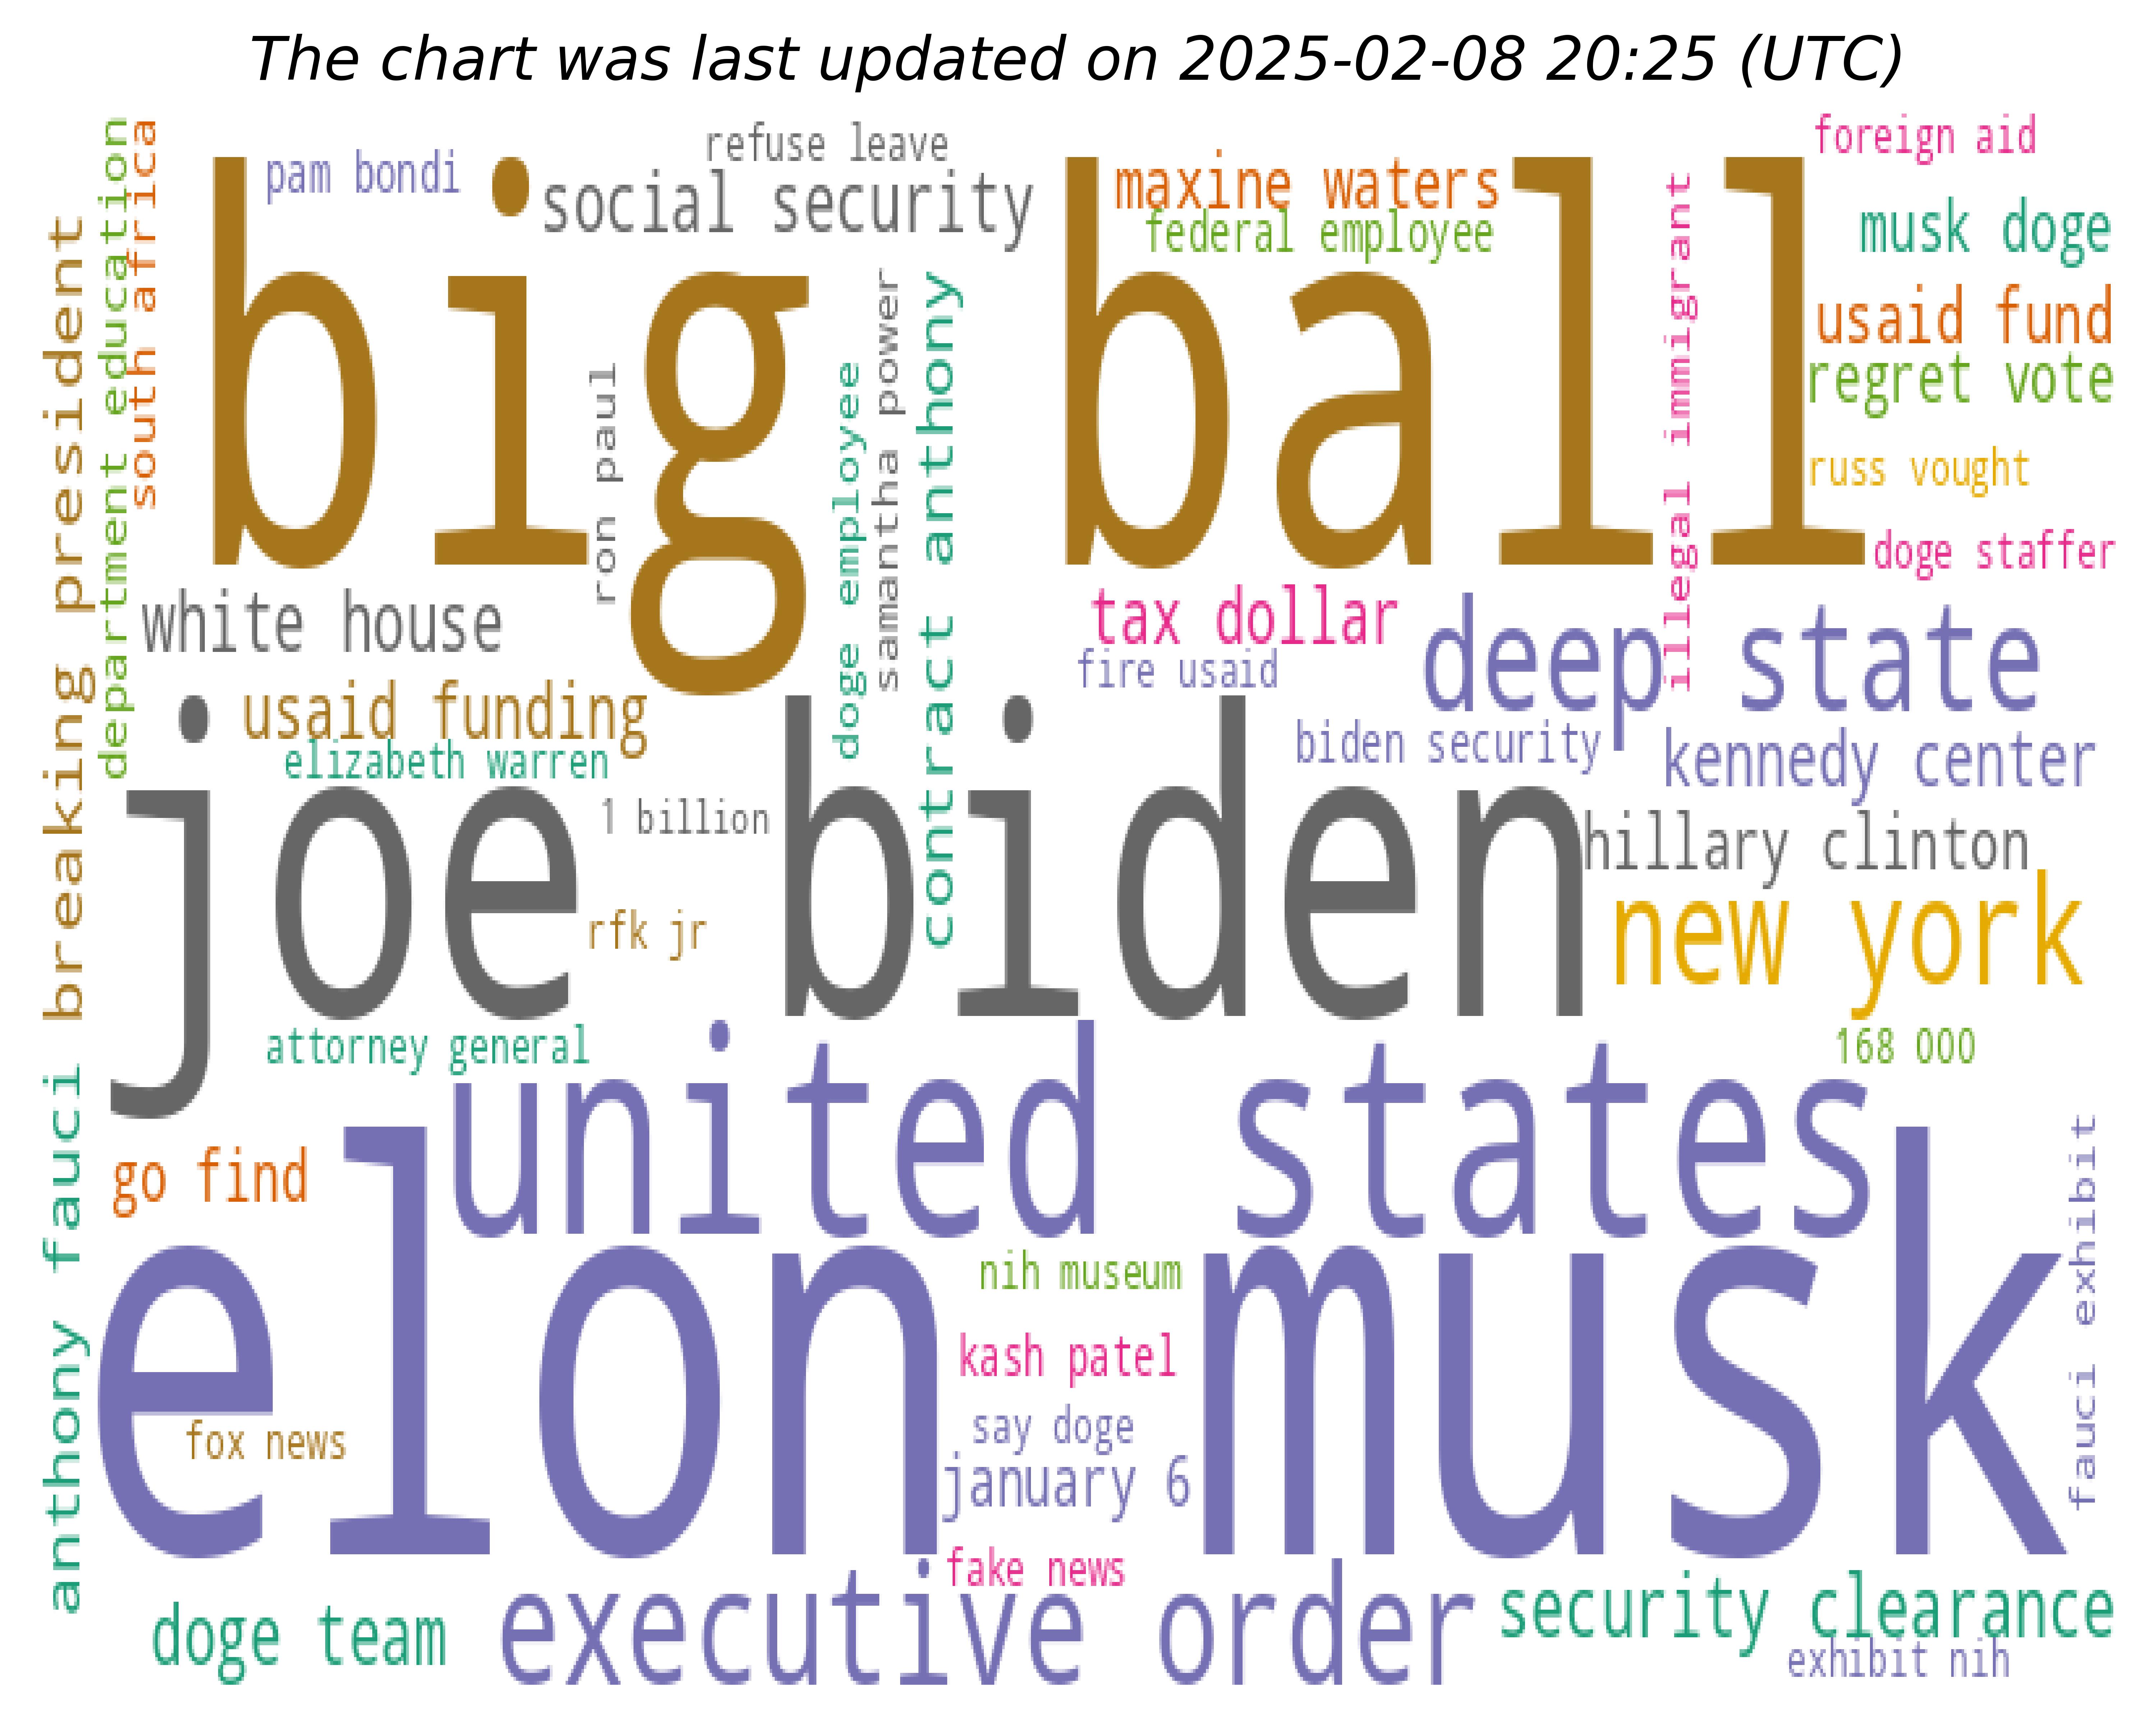 The chart was last updated on 2025-02-08 20:25 (UTC)
foreign aid
refuse leave
pam bondi
social security
maxine waters
federal employee
musk doge
big ball
usaid fund
regret vote
russ vought
doge staffer
breaking president
department education
south africa
ron paul
doge employee
samantha power
contract anthony
illegal immigrant
white house
tax dollar
fire usaid
deep state
usaid funding
elizabeth warren
biden security
kennedy center
joe biden
1 billion
hillary clinton
rfk jr
new york
attorney general
168 000
united states
go find
anthony fauci
elon musk
nih museum
kash patel
fox news
say doge
january 6
fauci exhibit
fake news
doge team
executive order
security clearance
exhibit nih